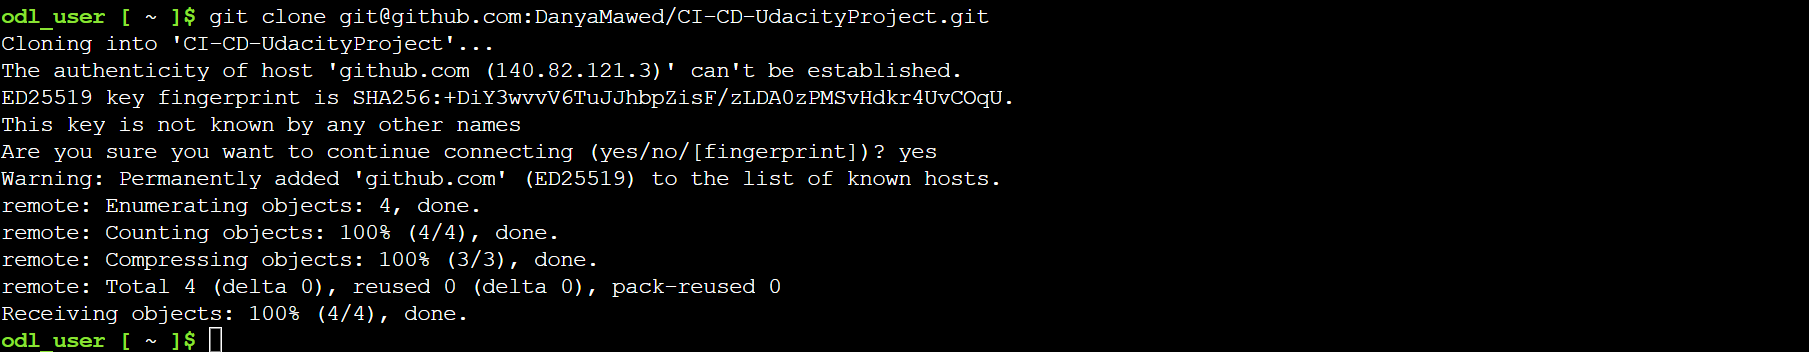 odl_user [ ~ ]$ git clone git@github.com:DanyaMawed/CI-CD-UdacityProject.git
Cloning into 'CI-CD-UdacityProject'...
The authenticity of host 'github.com (140.82.121.3)' can't be established.
ED25519 key fingerprint is SHA256:+DiY3wvvV6TuJJhbpZisF/zLDA0zPMSvHdkr4UvCOqU.
This key is not known by any other names
Are you sure you want to continue connecting (yes/no/[fingerprint])? yes
Warning: Permanently added 'github.com' (ED25519) to the list of known hosts.
remote: Enumerating objects: 4, done.
remote: Counting objects: 100% (4/4), done.
remote: Compressing objects: 100% (3/3), done.
remote: Total 4 (delta 0), reused 0 (delta 0), pack-reused 0
Receiving objects: 100% (4/4), done.
odl_user [ ~ ]$